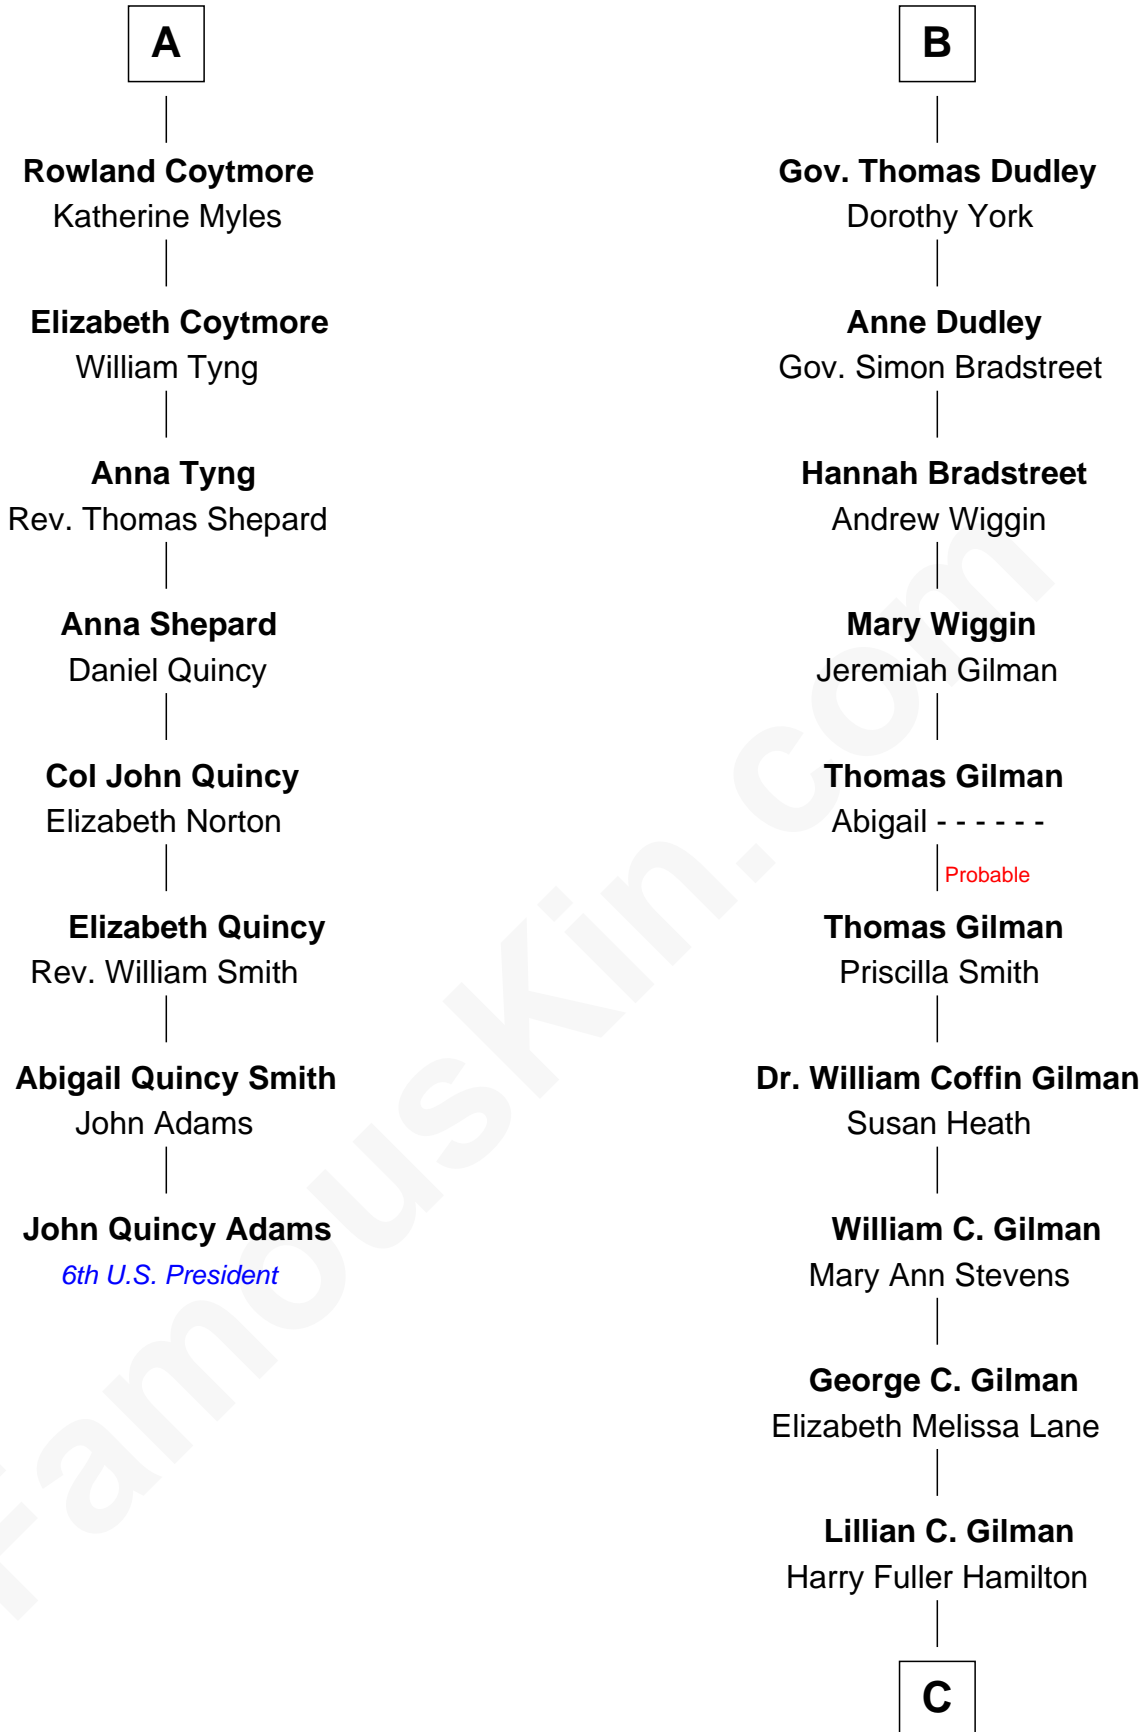 A
Rowland Coytmore
Katherine Myles
Elizabeth Coytmore
William Tyng
Anna Tyng
Rev. Thomas Shepard
Anna Shepard
Daniel Quincy
Col John Quincy
Elizabeth Norton
Elizabeth Quincy
Rev. William Smith
Abigail Quincy Smith
John Adams
John Quincy Adams
6th U.S. President
B
Gov. Thomas Dudley
Dorothy York
Anne Dudley
Gov. Simon Bradstreet
Hannah Bradstreet
Andrew Wiggin
Mary Wiggin
Jeremiah Gilman
Thomas Gilman
Abigail - - - - - -
Probable
Thomas Gilman
Priscilla Smith
Dr. William Coffin Gilman
Susan Heath
William C. Gilman
Mary Ann Stevens
George C. Gilman
Elizabeth Melissa Lane
Lillian C. Gilman
Harry Fuller Hamilton
C
FamousKin.com